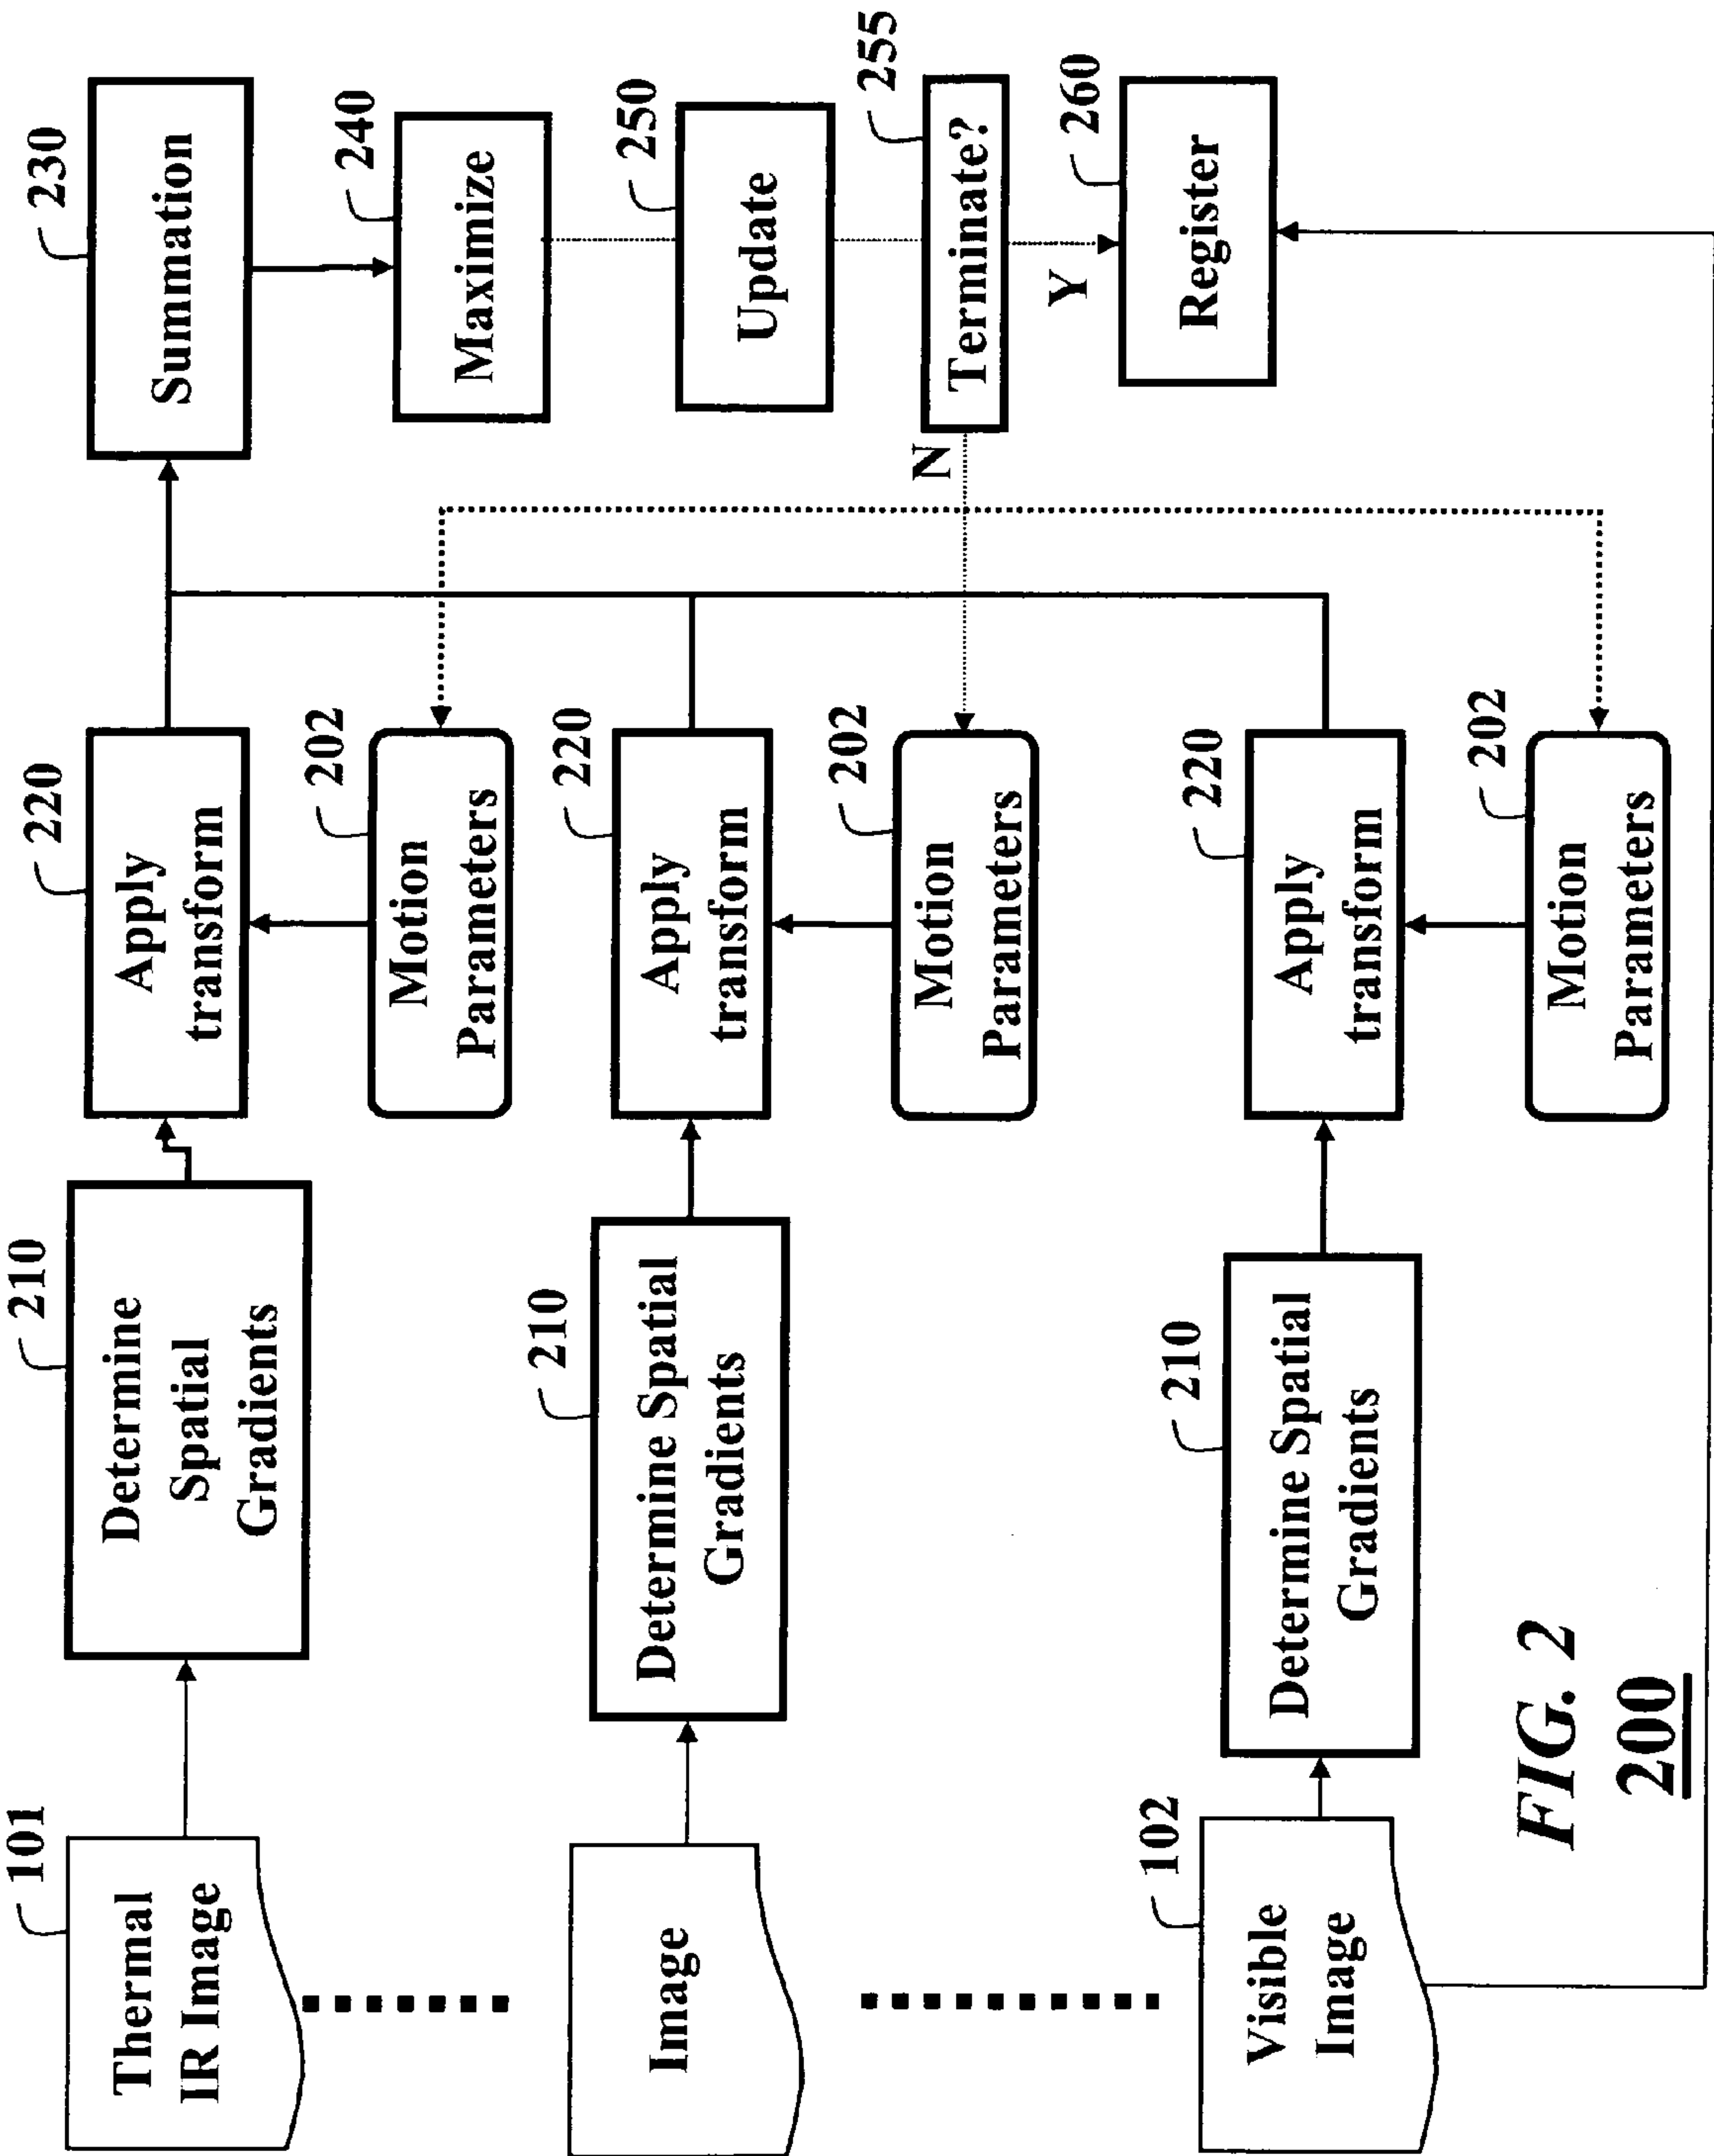 101
Thermal
IR Image
210
Determine
Spatial
Gradients
220
Apply
transform
202
Motion
Parameters
230
Summation
240
Maximize
250
Update
Terminate?
255
N
Y
260
Register
Image
210
Determine Spatial
Gradients
220
Apply
transform
202
Motion
Parameters
102
Visible
Image
210
Determine Spatial
Gradients
220
Apply
transform
202
Motion
Parameters
FIG. 2
200